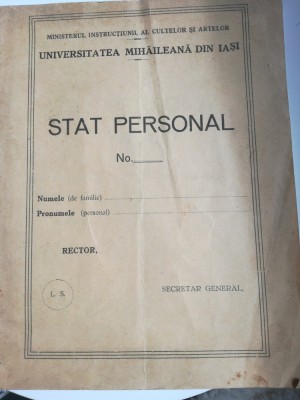 MINISTERUL INSTRUCȚIUNII, AL CULTELOR ȘI ARTELOR
UNIVERSITATEA MIHĂILEANĂ DIN IAȘI
STAT PERSONAL
No.
Numele (de familie)
Pronumele (personal)
RECTOR,
L. S.
SECRETAR GENERAL,